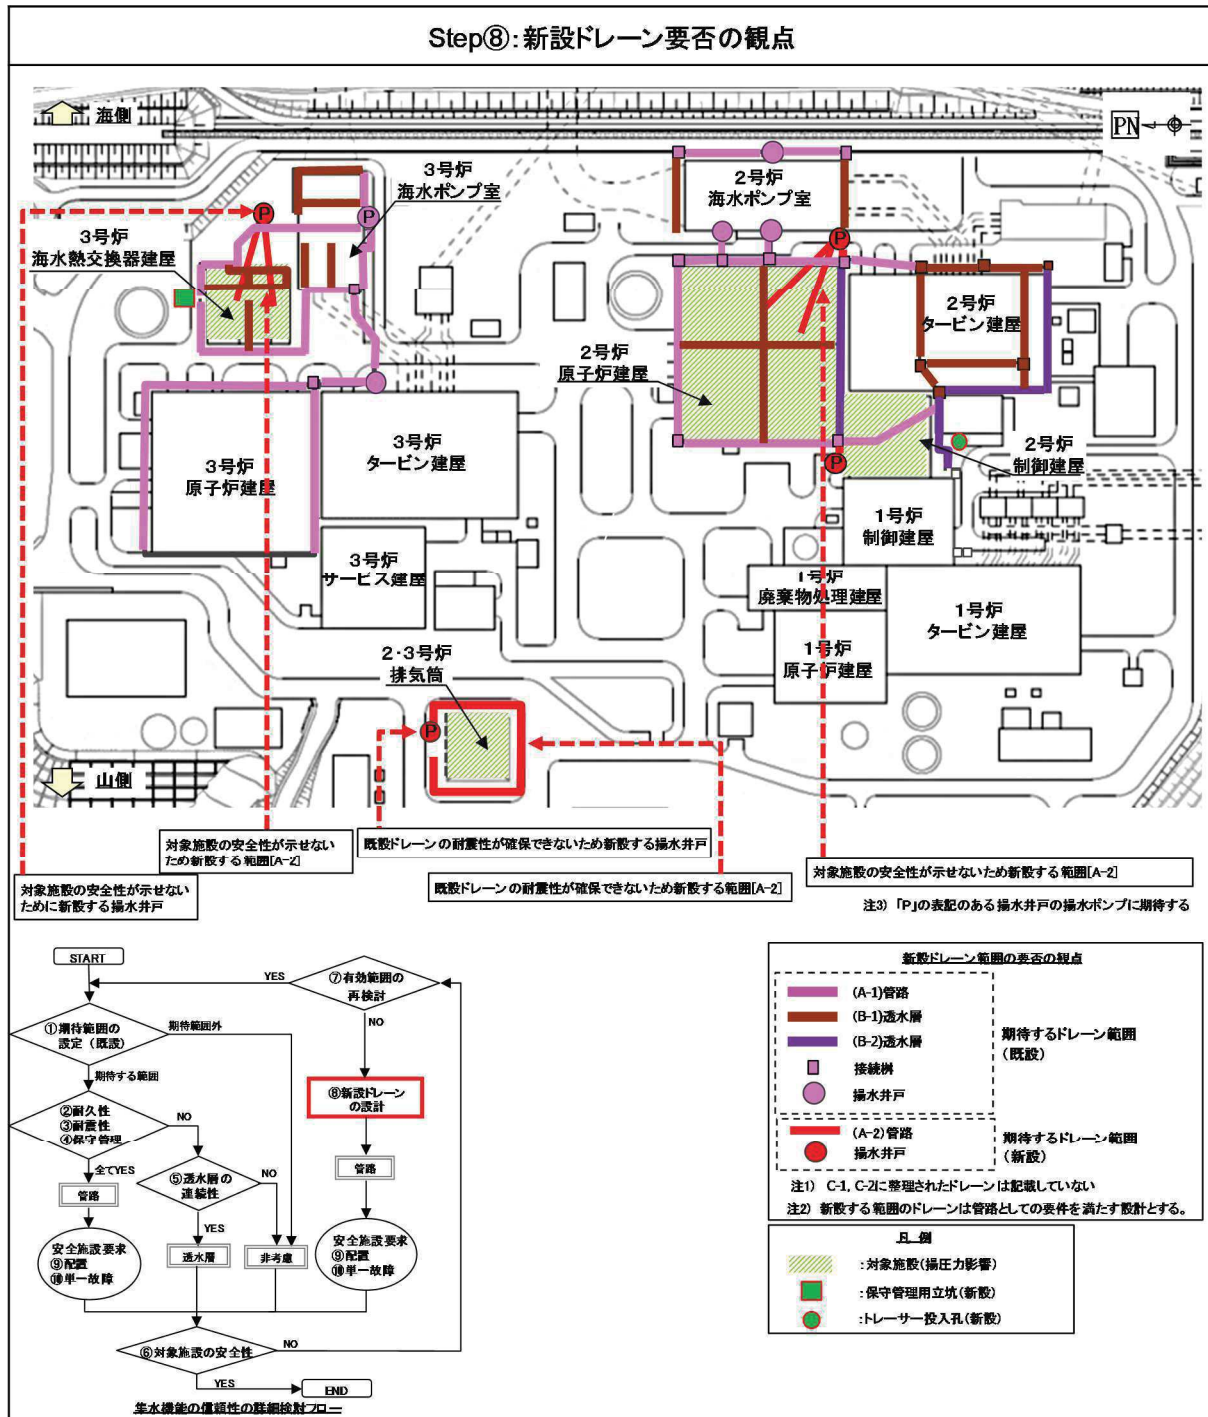 Step⑧：新設ドレーン要否の観点
海側
PN
3号炉
海水ポンプ室
2号炉
海水ポンプ室
P
P
P
3号炉
海水熱交換器建屋
2号炉
タービン建屋
2号炉
原子炉建屋
3号炉
原子炉建屋
3号炉
タービン建屋
2号炉
制御建屋
P
1号炉
制御建屋
3号炉
サービス建屋
1号炉
廃棄物処理建屋
1号炉
タービン建屋
1号炉
原子炉建屋
2・3号炉
排気筒
P
山側
対象施設の安全性が示せない
ため新設する範囲[A-2]
既設ドレーンの耐震性が確保できないため新設する揚水井戸
対象施設の安全性が示せないため新設する範囲[A-2]
対象施設の安全性が示せない
ために新設する揚水井戸
既設ドレーンの耐震性が確保できないため新設する範囲[A-2]
注3）「P」の表記のある揚水井戸の揚水ポンプに期待する
START
YES
⑦有効範囲の
再検討
NO
①期待範囲の
設定（既設）
期待範囲外
期待する範囲
⑧新設ドレーン
の設計
②耐久性
③耐震性
④保守管理
NO
全てYES
管路
⑤透水層の
連続性
NO
YES
管路
安全施設要求
⑨配置
⑩単一故障
透水層
非考慮
安全施設要求
⑨配置
⑩単一故障
⑥対象施設の安全性
NO
YES
END
集水機能の信頼性の詳細検討フロー
新設ドレーン範囲の要否の観点
(A-1)管路
(B-1)透水層
(B-2)透水層
接続桝
揚水井戸
期待するドレーン範囲
（既設）
(A-2)管路
揚水井戸
期待するドレーン範囲
（新設）
注1） C-1, C-2に整理されたドレーンは記載していない
注2） 新設する範囲のドレーンは管路としての要件を満たす設計とする。
凡 例
：対象施設（揚圧力影響）
：保守管理用立坑（新設）
：トレーサー投入孔（新設）